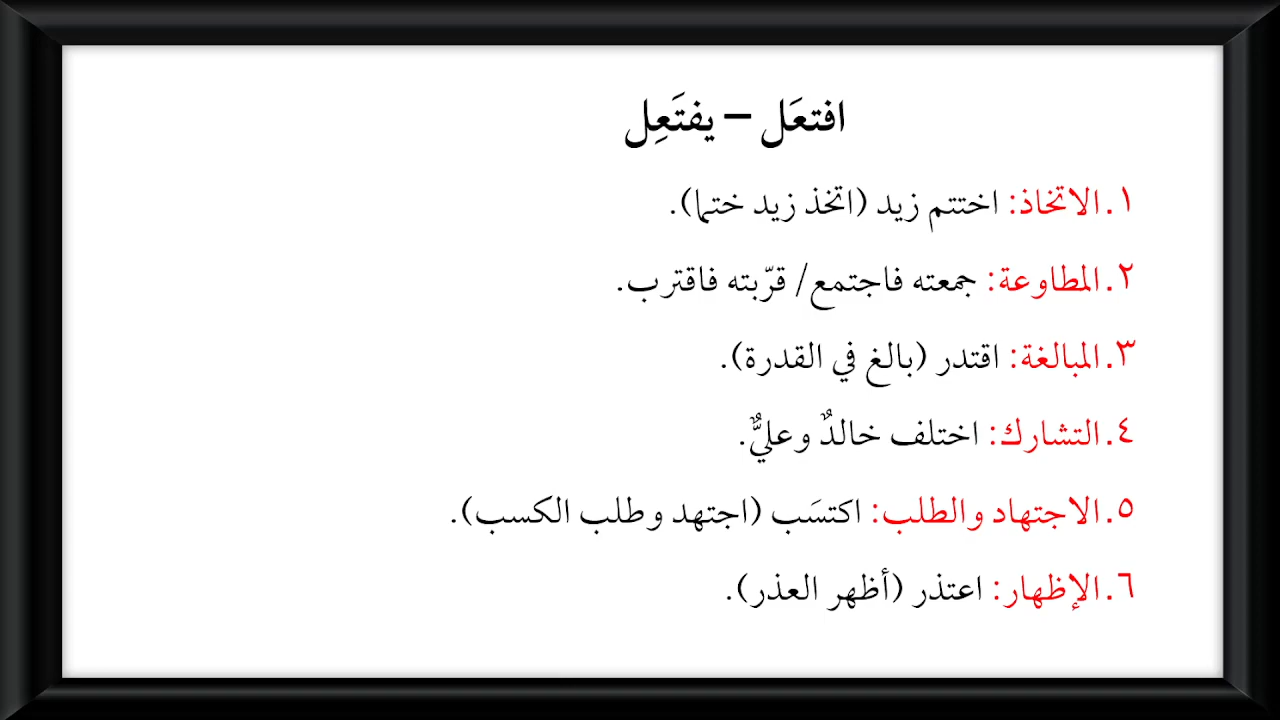 افتعَل – يفتَعِل
١.الاتخاذ: اختتم زيد (اتخذ زيد ختما).
٢.المطاوعة: جمعته فاجتمع/ قرّبته فاقترب.
٣.المبالغة: اقتدر (بالغ في القدرة).
٤.التشارك: اختلف خالدٌ وعليٌّ.
٥.الاجتهاد والطلب: اكتسَب (اجتهد وطلب الكسب).
٦.الإظهار: اعتذر (أظهر العذر).